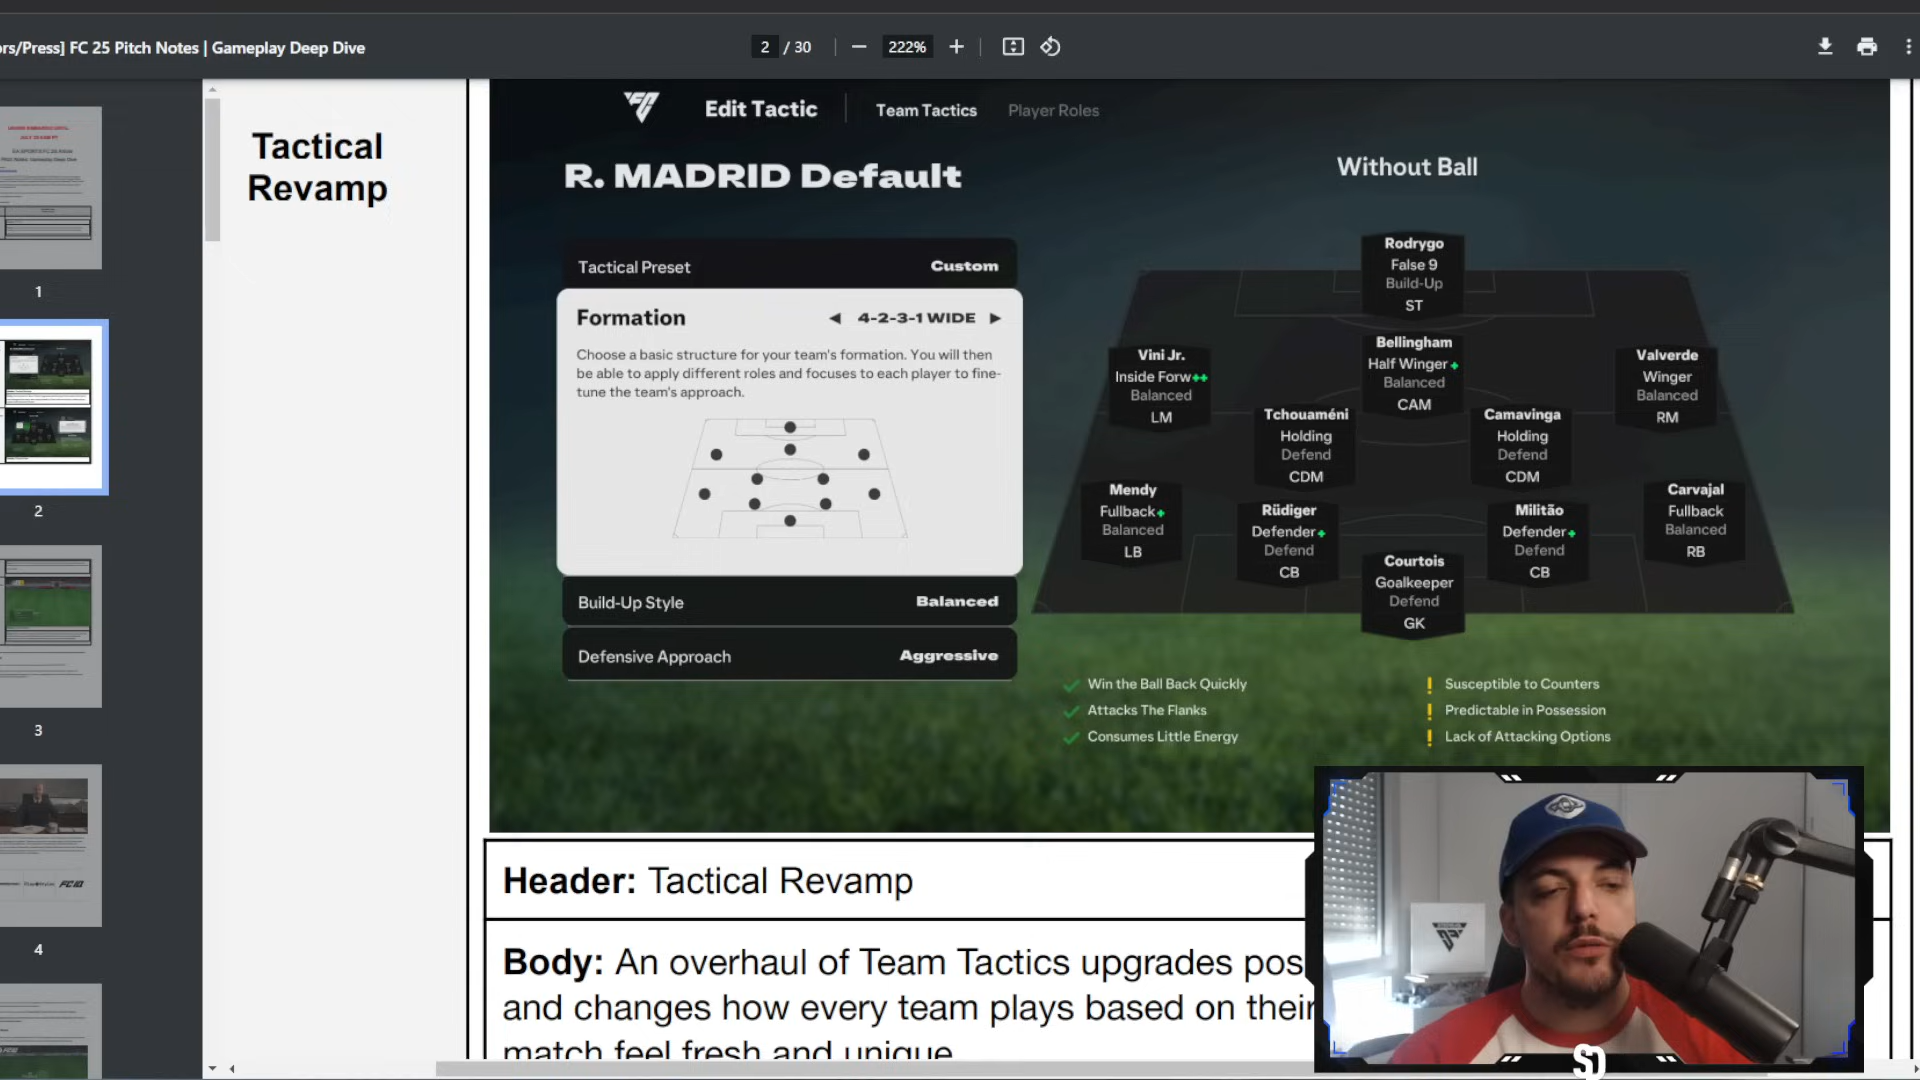 ors/Press] FC 25 Pitch Notes | Gameplay Deep Dive
2 / 30
222%
1
2
3
4
Tactical
Revamp
Edit Tactic
Team Tactics
Player Roles
R. MADRID Default
Tactical Preset
Custom
Formation
4-2-3-1 WIDE
Choose a basic structure for your team's formation. You will then
be able to apply different roles and focuses to each player to fine-
tune the team's approach.
Build-Up Style
Balanced
Defensive Approach
Aggressive
Without Ball
Rodrygo
False 9
Build-Up
ST
Vini Jr.
Inside Forw++
Balanced
LM
Bellingham
Half Winger+
Balanced
CAM
Valverde
Winger
Balanced
RM
Tchouaméni
Holding
Defend
CDM
Camavinga
Holding
Defend
CDM
Mendy
Fullback+
Balanced
LB
Rüdiger
Defender+
Defend
CB
Militão
Defender+
Defend
CB
Carvajal
Fullback
Balanced
RB
Courtois
Goalkeeper
Defend
GK
Win the Ball Back Quickly
Attacks The Flanks
Consumes Little Energy
! Susceptible to Counters
! Predictable in Possession
! Lack of Attacking Options
Header: Tactical Revamp
Body: An overhaul of Team Tactics upgrades pos
and changes how every team plays based on their
match feel fresh and unique